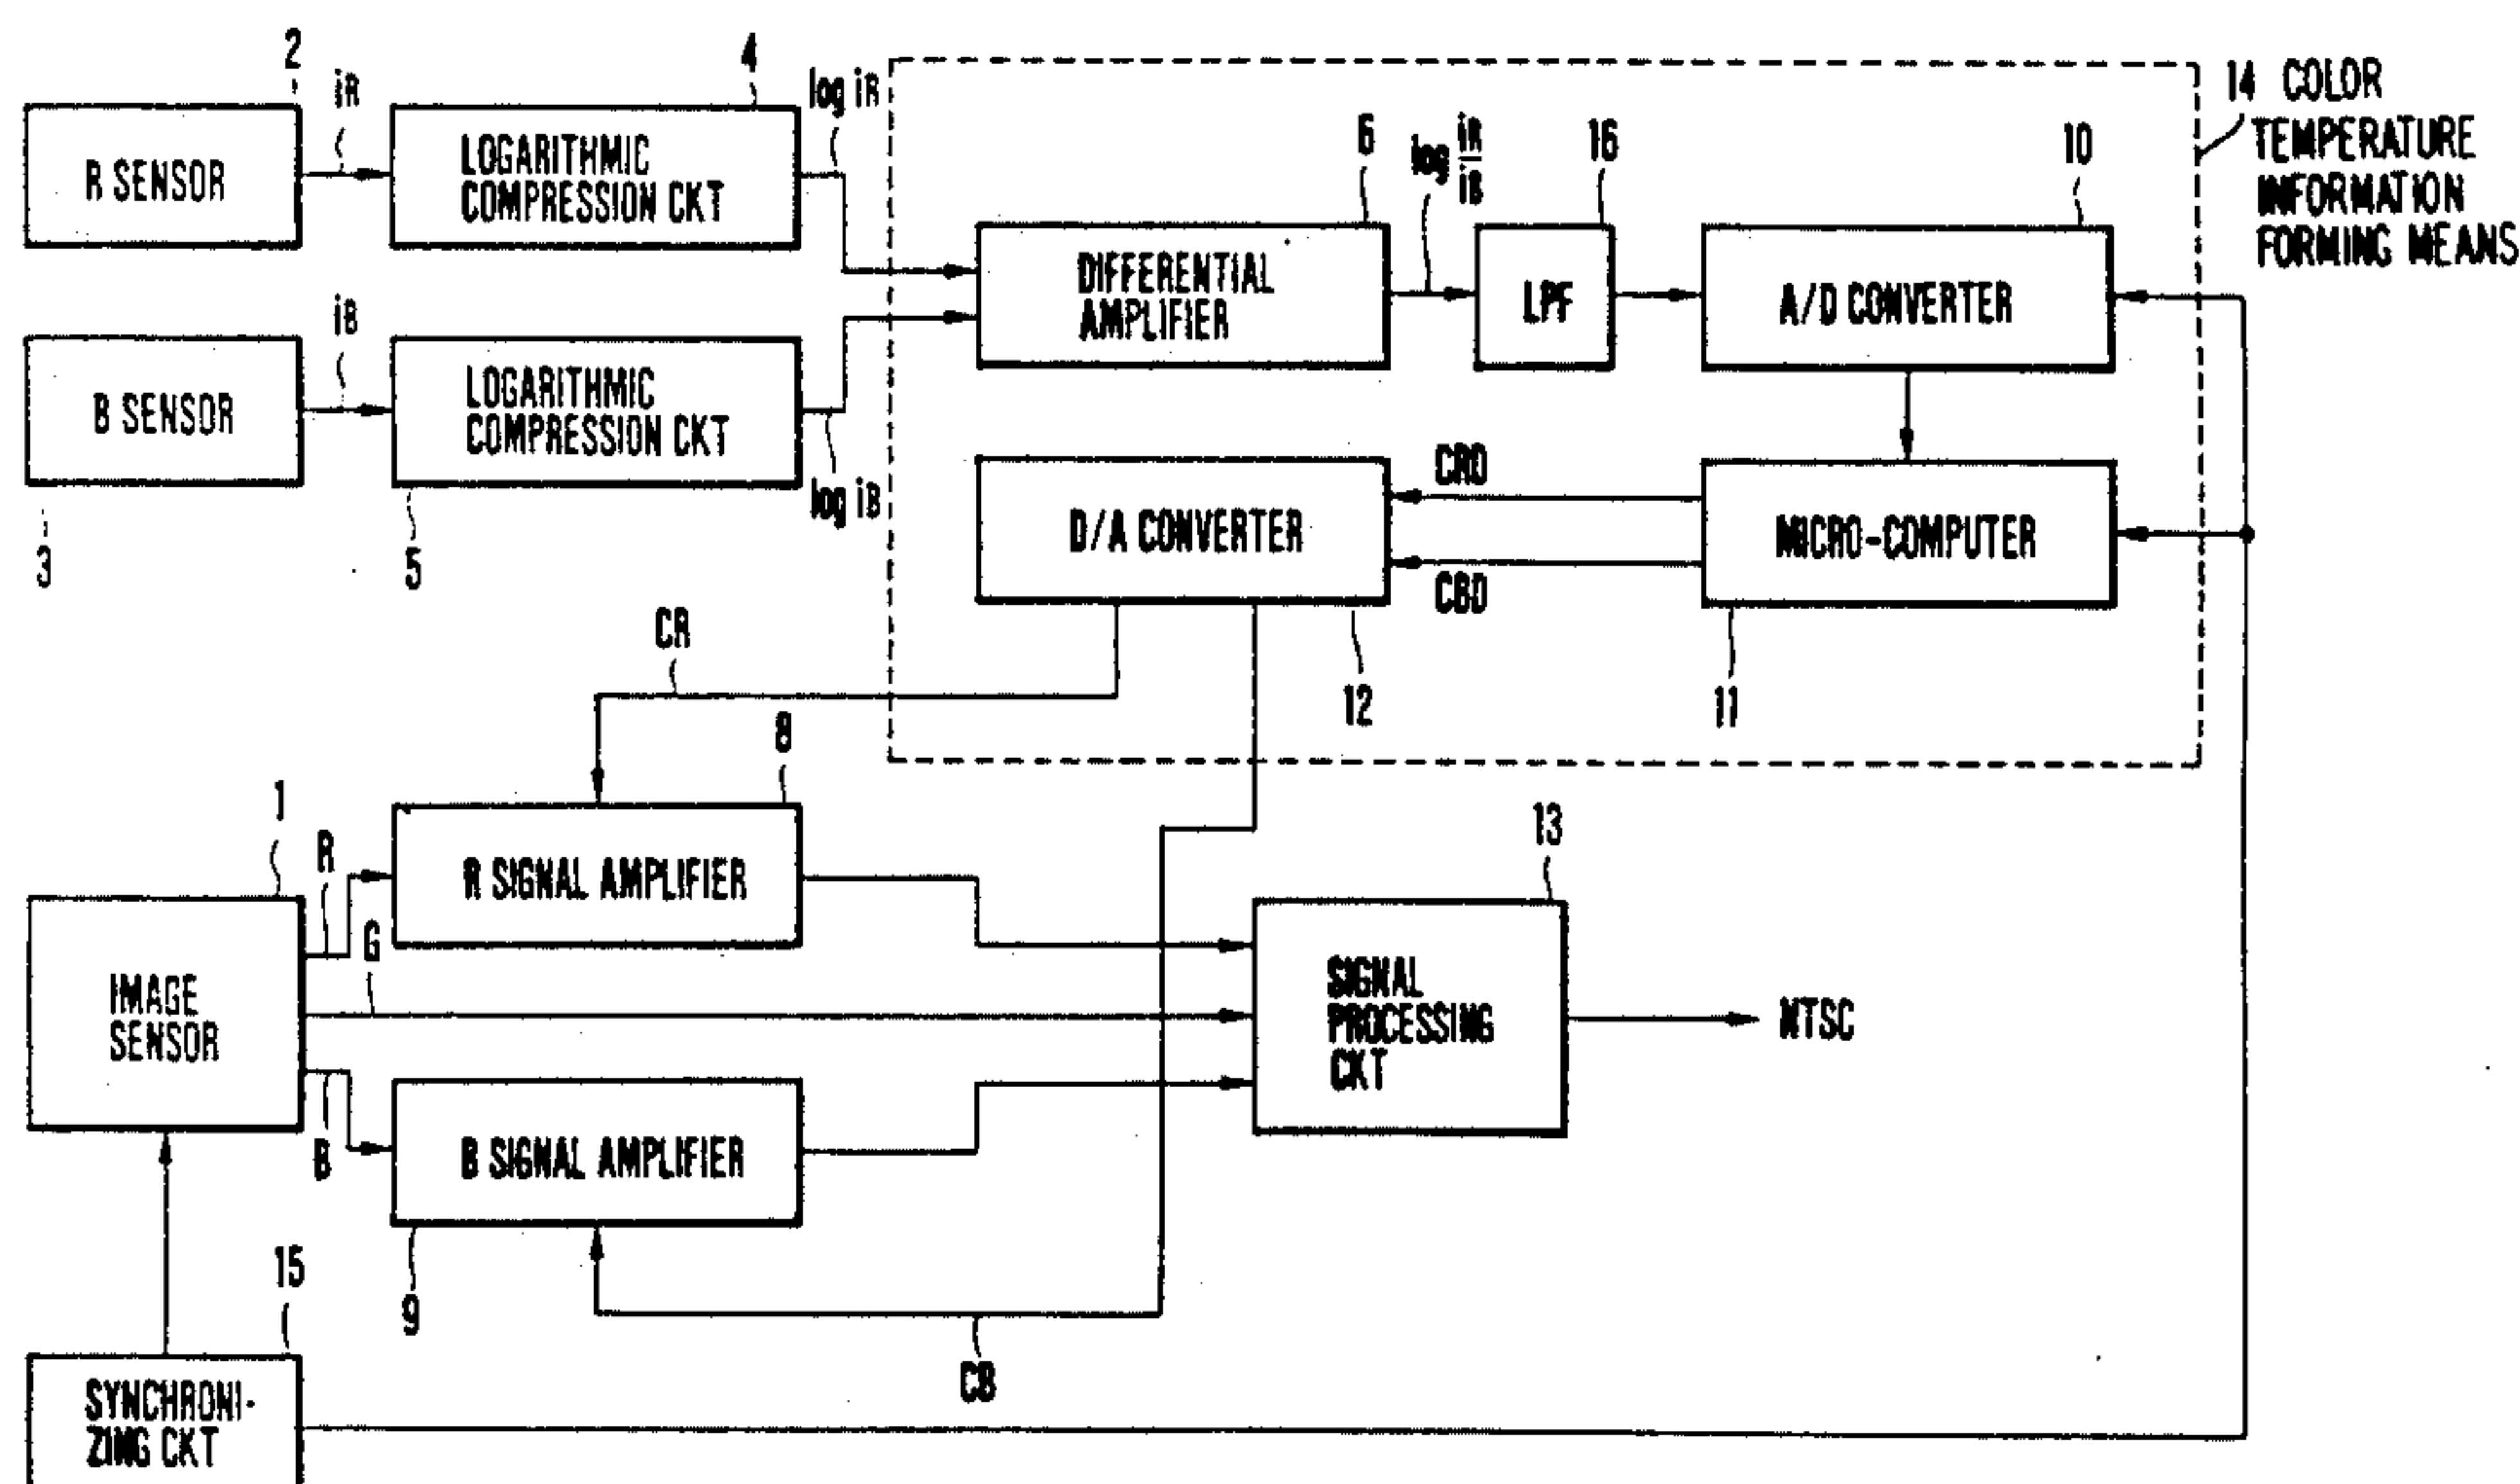 2
iR
4
log iR
14 COLOR
TEMPERATURE
INFORMATION
FORMING MEANS
R SENSOR
LOGARITHMIC
COMPRESSION CKT
6
log iR/iB
16
10
DIFFERENTIAL
AMPLIFIER
LPF
A/D CONVERTER
iB
B SENSOR
LOGARITHMIC
COMPRESSION CKT
log iB
3
5
CRD
D/A CONVERTER
MICRO-COMPUTER
CBD
CR
12
11
8
1
R
R SIGNAL AMPLIFIER
13
G
IMAGE
SENSOR
SIGNAL
PROCESSING
CKT
NTSC
B
B SIGNAL AMPLIFIER
15
9
CB
SYNCHRONI-
ZING CKT